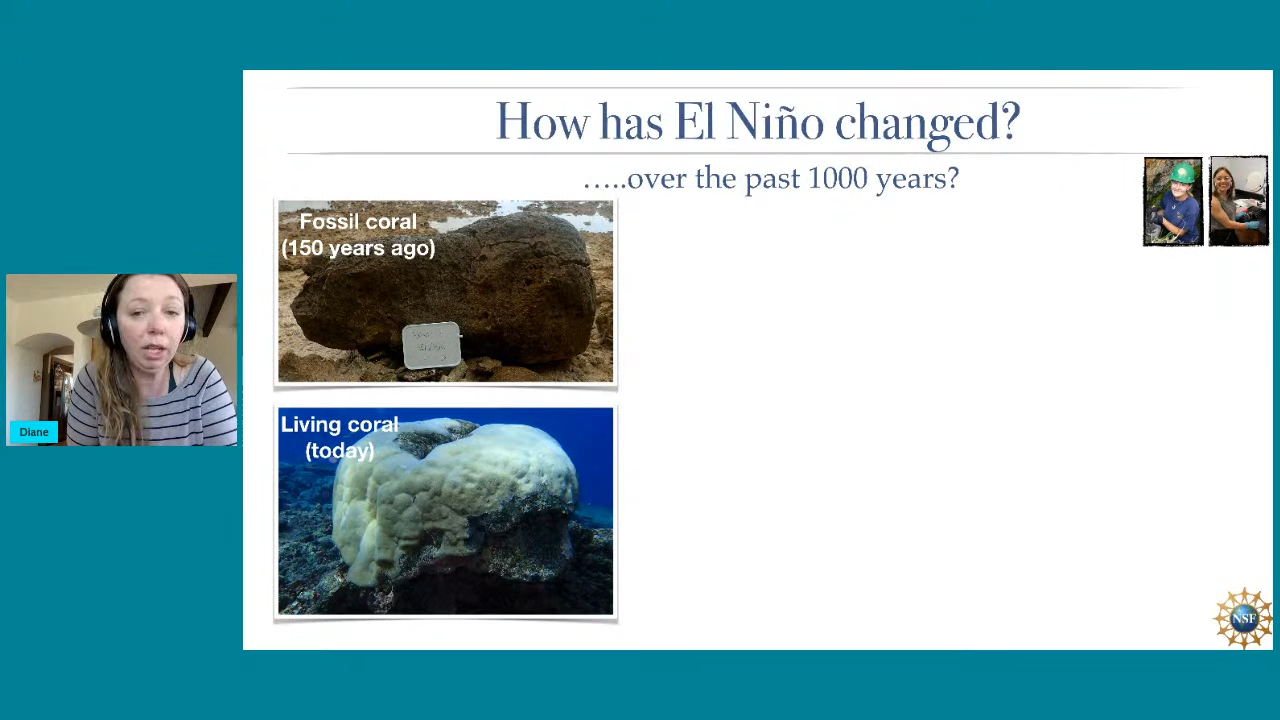 How has El Niño changed?
…..over the past 1000 years?
Fossil coral
(150 years ago)
Living coral
(today)
Diane
NSF